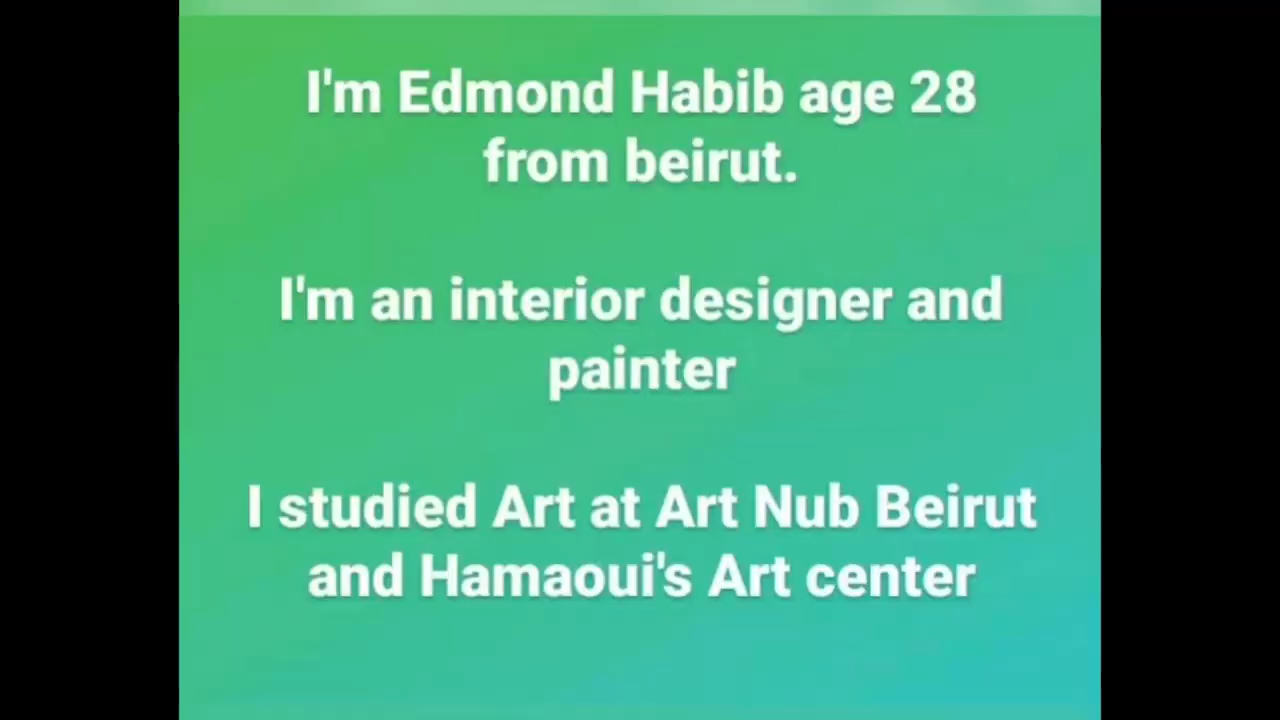 I'm Edmond Habib age 28
from beirut.
I'm an interior designer and
painter
I studied Art at Art Nub Beirut
and Hamaoui's Art center